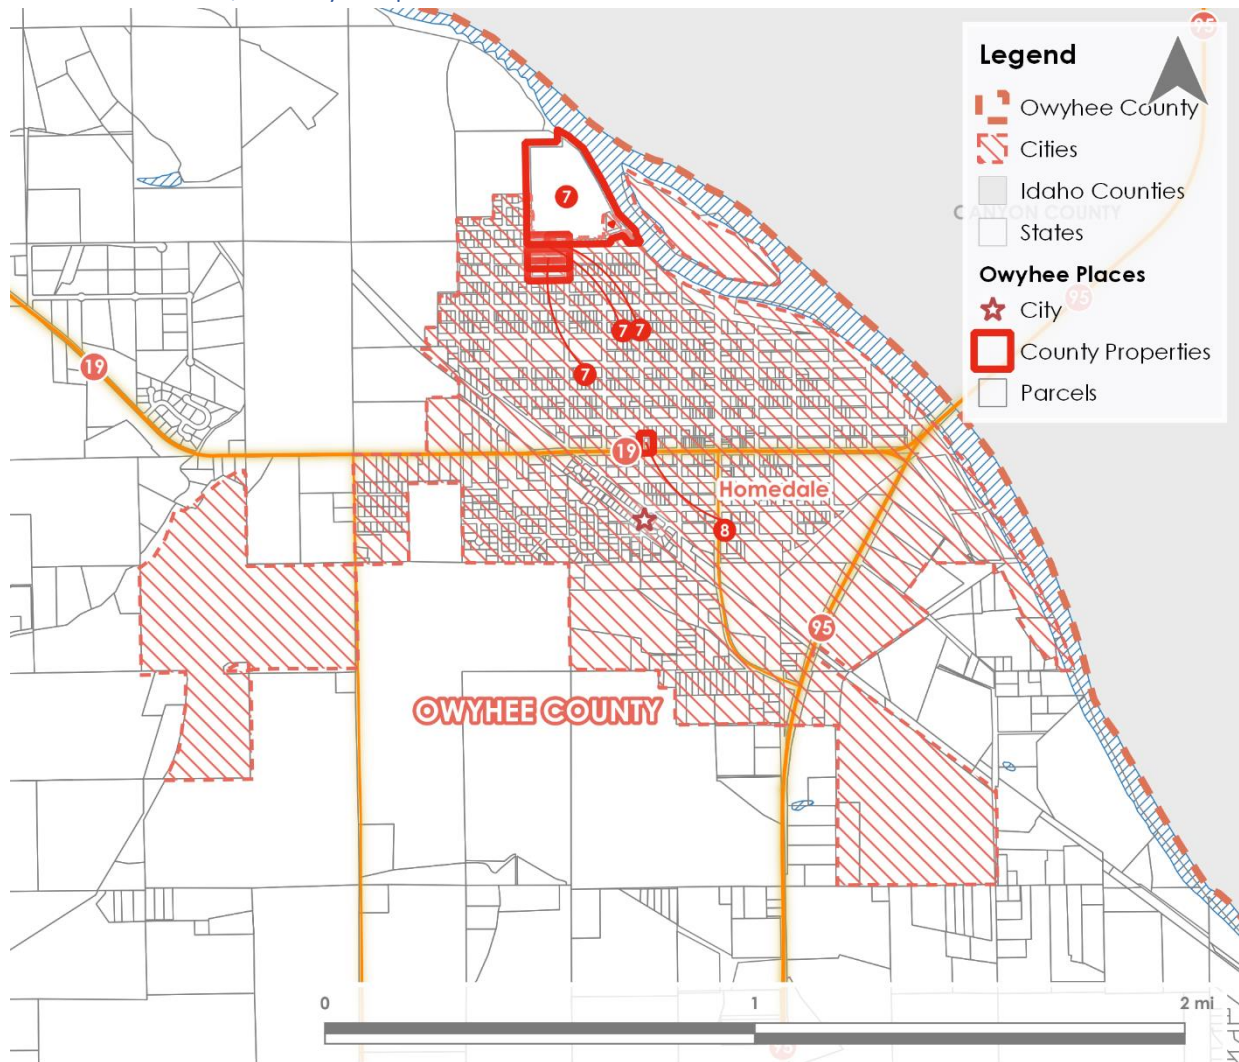 95
Legend
Owyhee County
Cities
Idaho Counties
CANYON COUNTY
States
Owyhee Places
95
City
County Properties
Parcels
7
7
7
7
19
19
Homedale
8
95
OWYHEE COUNTY
0
1
2 mi
95